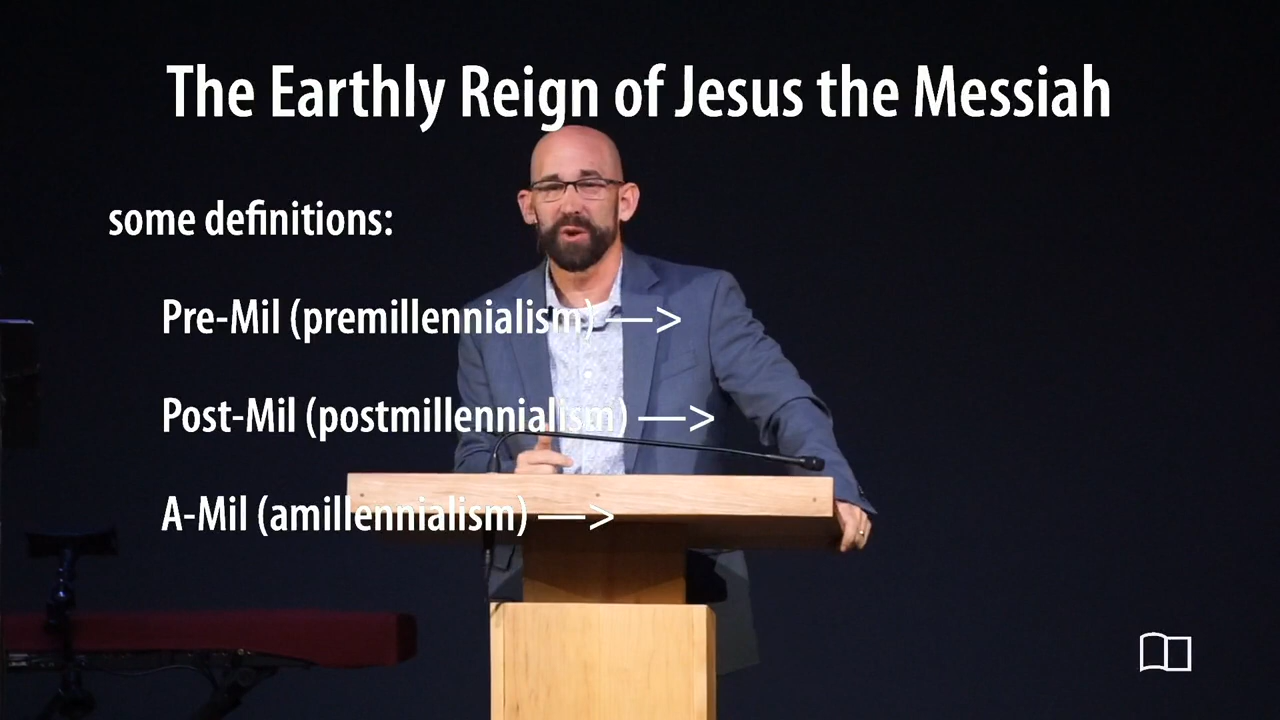 The Earthly Reign of Jesus the Messiah
some definitions:
Pre-Mil (premillennialism) —>
Post-Mil (postmillennialism) —>
A-Mil (amillennialism) —>